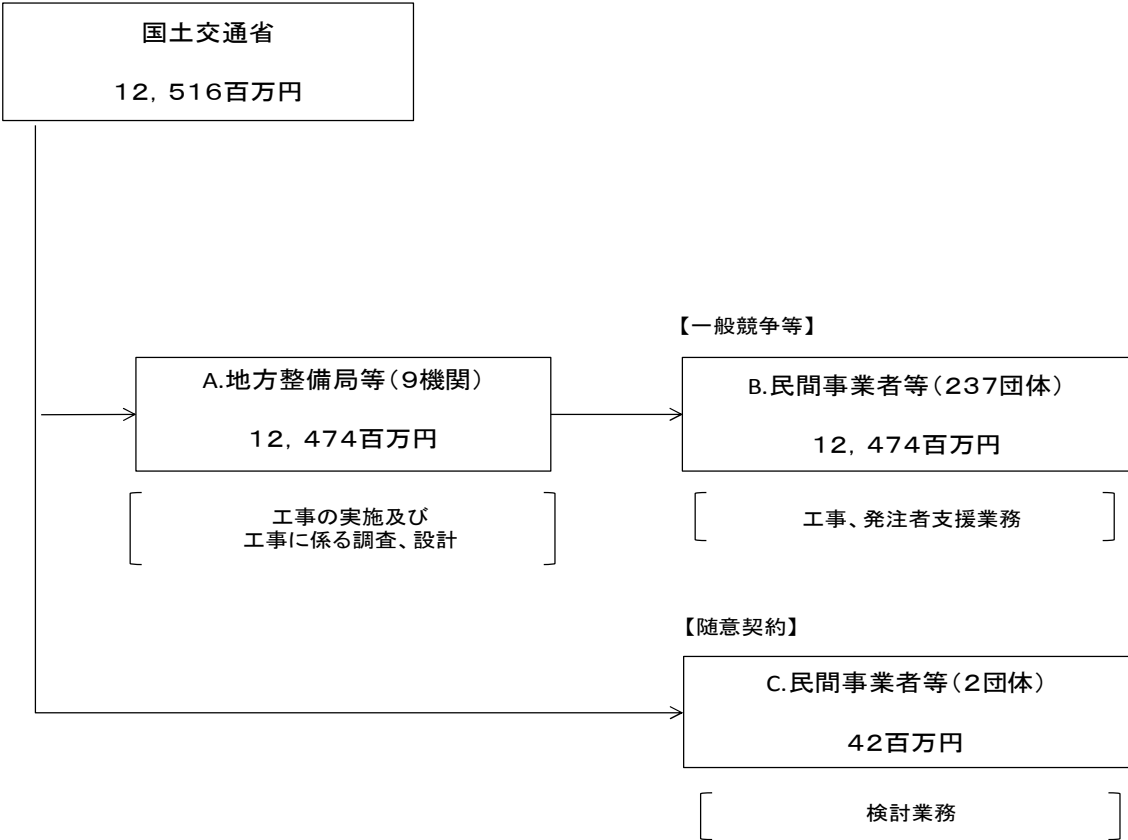 国土交通省
12,516百万円
【一般競争等】
A.地方整備局等(9機関)
12,474百万円
B.民間事業者等(237団体)
12,474百万円
工事の実施及び
工事に係る調査、設計
工事、発注者支援業務
【随意契約】
C.民間事業者等(2団体)
42百万円
検討業務